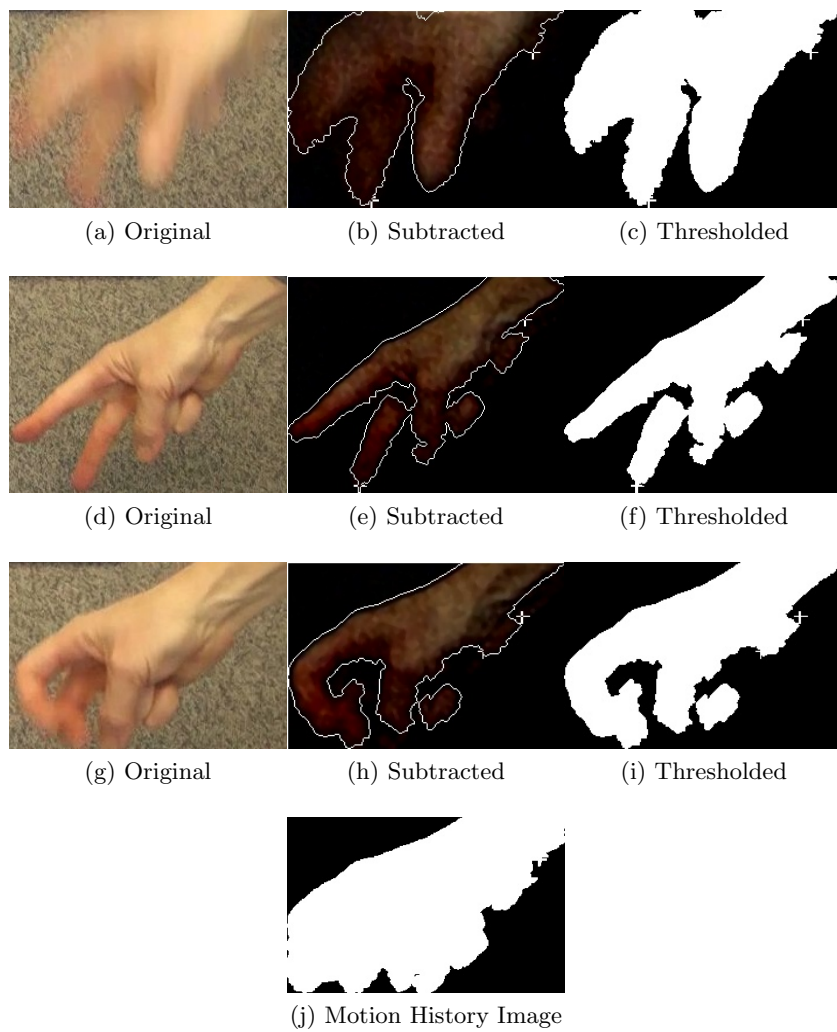 (a) Original (b) Subtracted (c) Thresholded
(d) Original (e) Subtracted (f) Thresholded
(g) Original (h) Subtracted (i) Thresholded
(j) Motion History Image